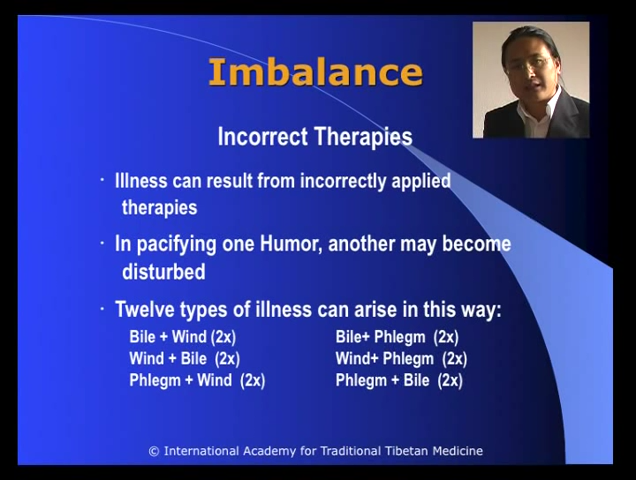 Imbalance
Incorrect Therapies
· Illness can result from incorrectly applied
therapies
· In pacifying one Humor, another may become
disturbed
· Twelve types of illness can arise in this way:
Bile + Wind (2x)
Wind + Bile (2x)
Phlegm + Wind (2x)
Bile+ Phlegm (2x)
Wind+ Phlegm (2x)
Phlegm + Bile (2x)
© International Academy for Traditional Tibetan Medicine